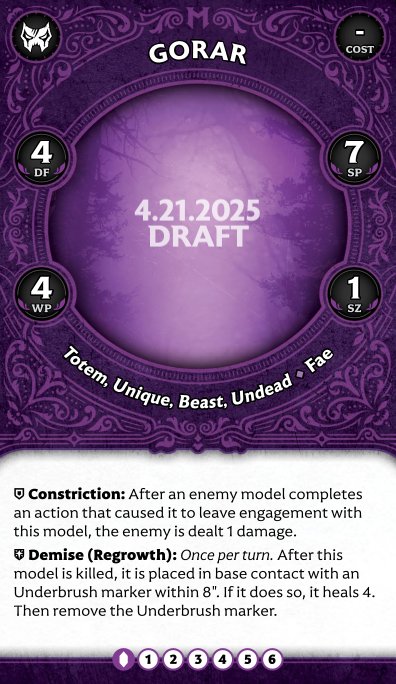 GORAR
-
COST
4
DF
7
SP
4.21.2025
DRAFT
4
WP
1
SZ
Totem, Unique, Beast, Undead ◆ Fae
Constriction: After an enemy model completes
an action that caused it to leave engagement with
this model, the enemy is dealt 1 damage.
Demise (Regrowth): Once per turn. After this
model is killed, it is placed in base contact with an
Underbrush marker within 8". If it does so, it heals 4.
Then remove the Underbrush marker.
1 2 3 4 5 6